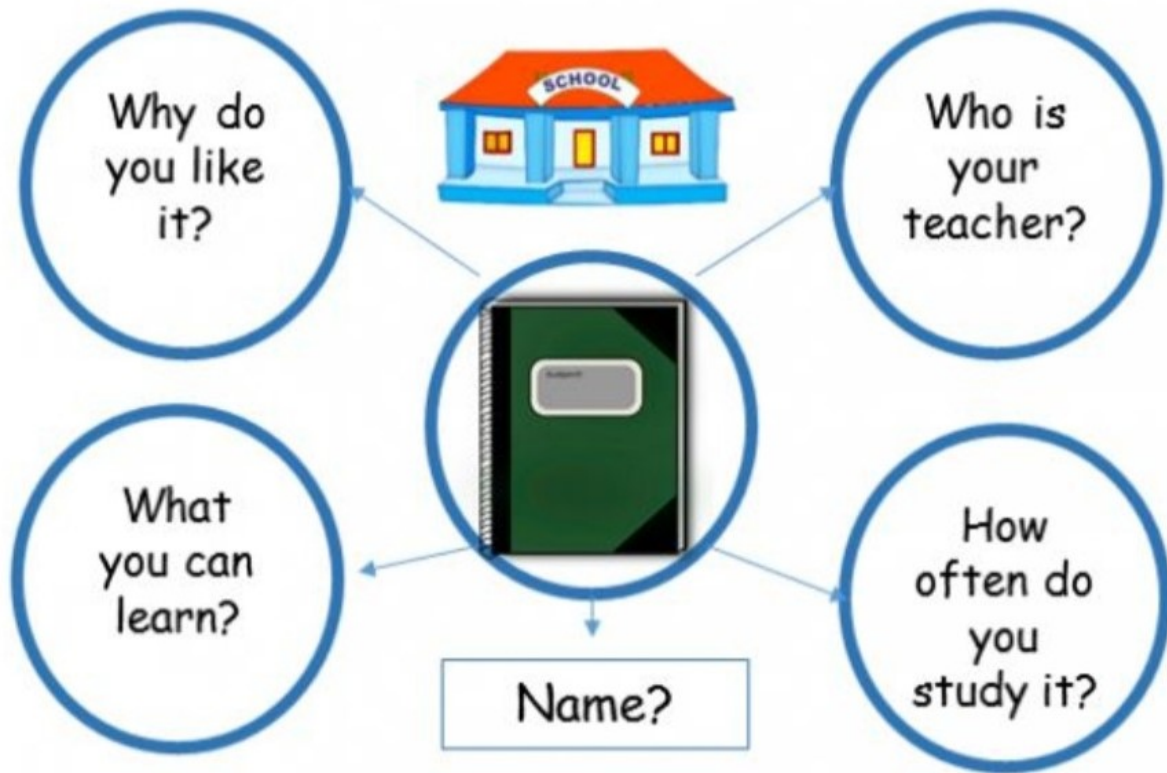 Why do
you like
it?
SCHOOL
Who is
your
teacher?
Subject:
What
you can
learn?
How
often do
you
study it?
Name?